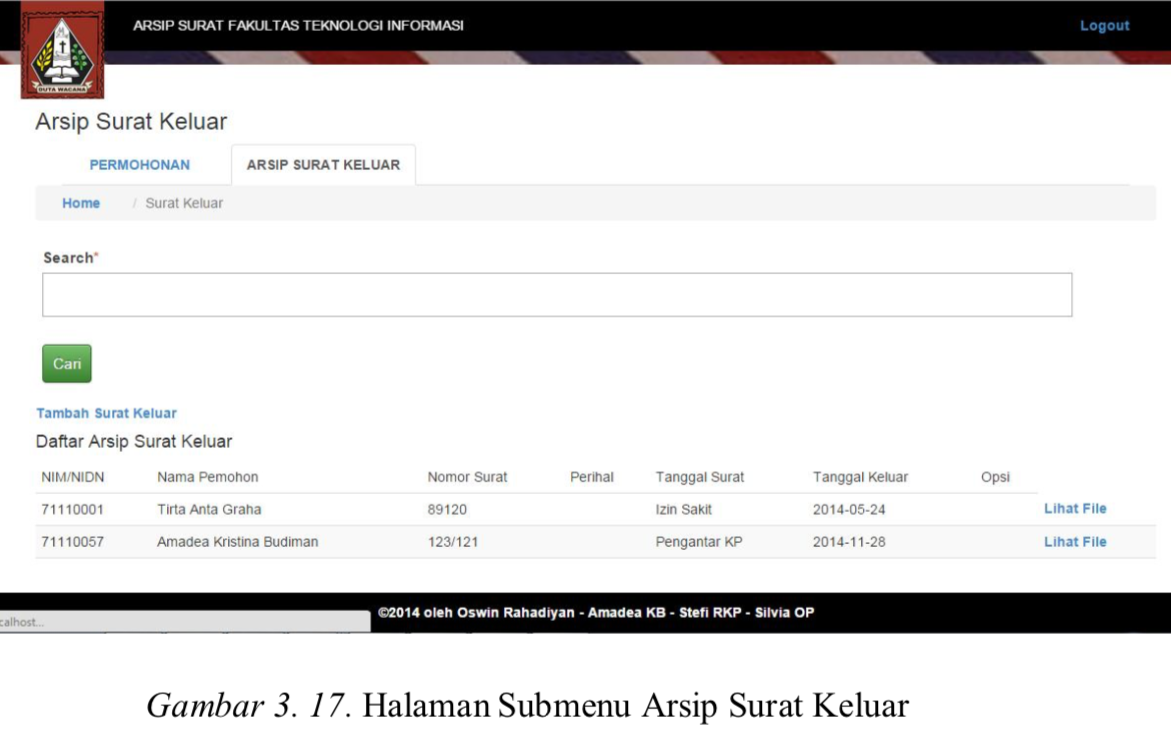 ARSIP SURAT FAKULTAS TEKNOLOGI INFORMASI Logout
DUTA WACANA
Arsip Surat Keluar
PERMOHONAN ARSIP SURAT KELUAR
Home / Surat Keluar
Search*
Cari
Tambah Surat Keluar
Daftar Arsip Surat Keluar
NIM/NIDN Nama Pemohon Nomor Surat Perihal Tanggal Surat Tanggal Keluar Opsi
71110001 Tirta Anta Graha 89120 Izin Sakit 2014-05-24 Lihat File
71110057 Amadea Kristina Budiman 123/121 Pengantar KP 2014-11-28 Lihat File
©2014 oleh Oswin Rahadiyan - Amadea KB - Stefi RKP - Silvia OP
calhost...
Gambar 3. 17. Halaman Submenu Arsip Surat Keluar